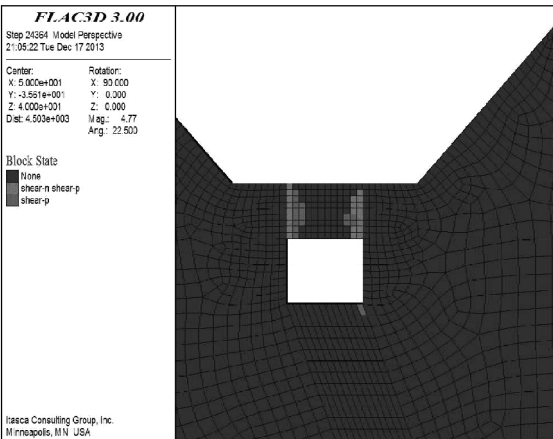 FLAC3D 3.00
Step 24364 Model Perspective
21:05:22 Tue Dec 17 2013
Center: Rotation:
X: 5.000e+001 X: 90.000
Y: -3.561e+001 Y: 0.000
Z: 4.000e+001 Z: 0.000
Dist: 4.503e+003 Mag.: 4.77
Ang.: 22.500
Block State
None
shear-n shear-p
shear-p
Itasca Consulting Group, Inc.
Minneapolis, MN USA